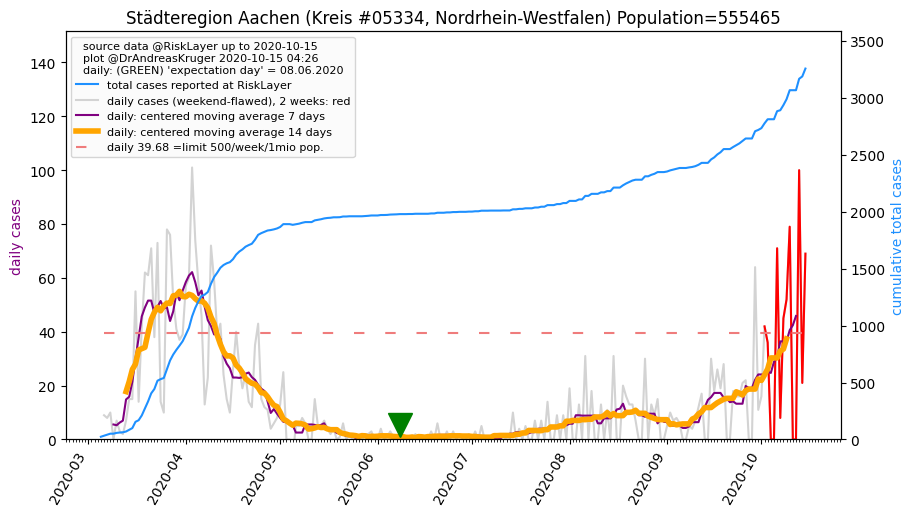 Städteregion Aachen (Kreis #05334, Nordrhein-Westfalen) Population=555465
source data @RiskLayer up to 2020-10-15
plot @DrAndreasKruger 2020-10-15 04:26
daily: (GREEN) 'expectation day' = 08.06.2020
total cases reported at RiskLayer
daily cases (weekend-flawed), 2 weeks: red
daily: centered moving average 7 days
daily: centered moving average 14 days
daily 39.68 =limit 500/week/1mio pop.
daily cases
140
120
100
80
60
40
20
0
3500
3000
2500
2000
1500
1000
500
0
cumulative total cases
2020-03
2020-04
2020-05
2020-06
2020-07
2020-08
2020-09
2020-10